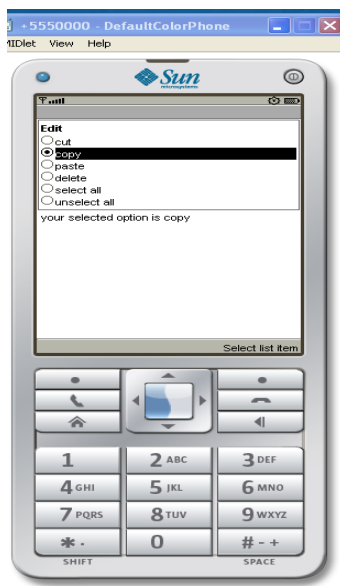 +5550000 - DefaultColorPhone
MIDlet View Help
Sun
microsystems
Edit
cut
copy
paste
delete
select all
unselect all
your selected option is copy
Select list item
1 2 ABC 3 DEF
4 GHI 5 JKL 6 MNO
7 PQRS 8 TUV 9 WXYZ
* . 0 # - +
SHIFT SPACE